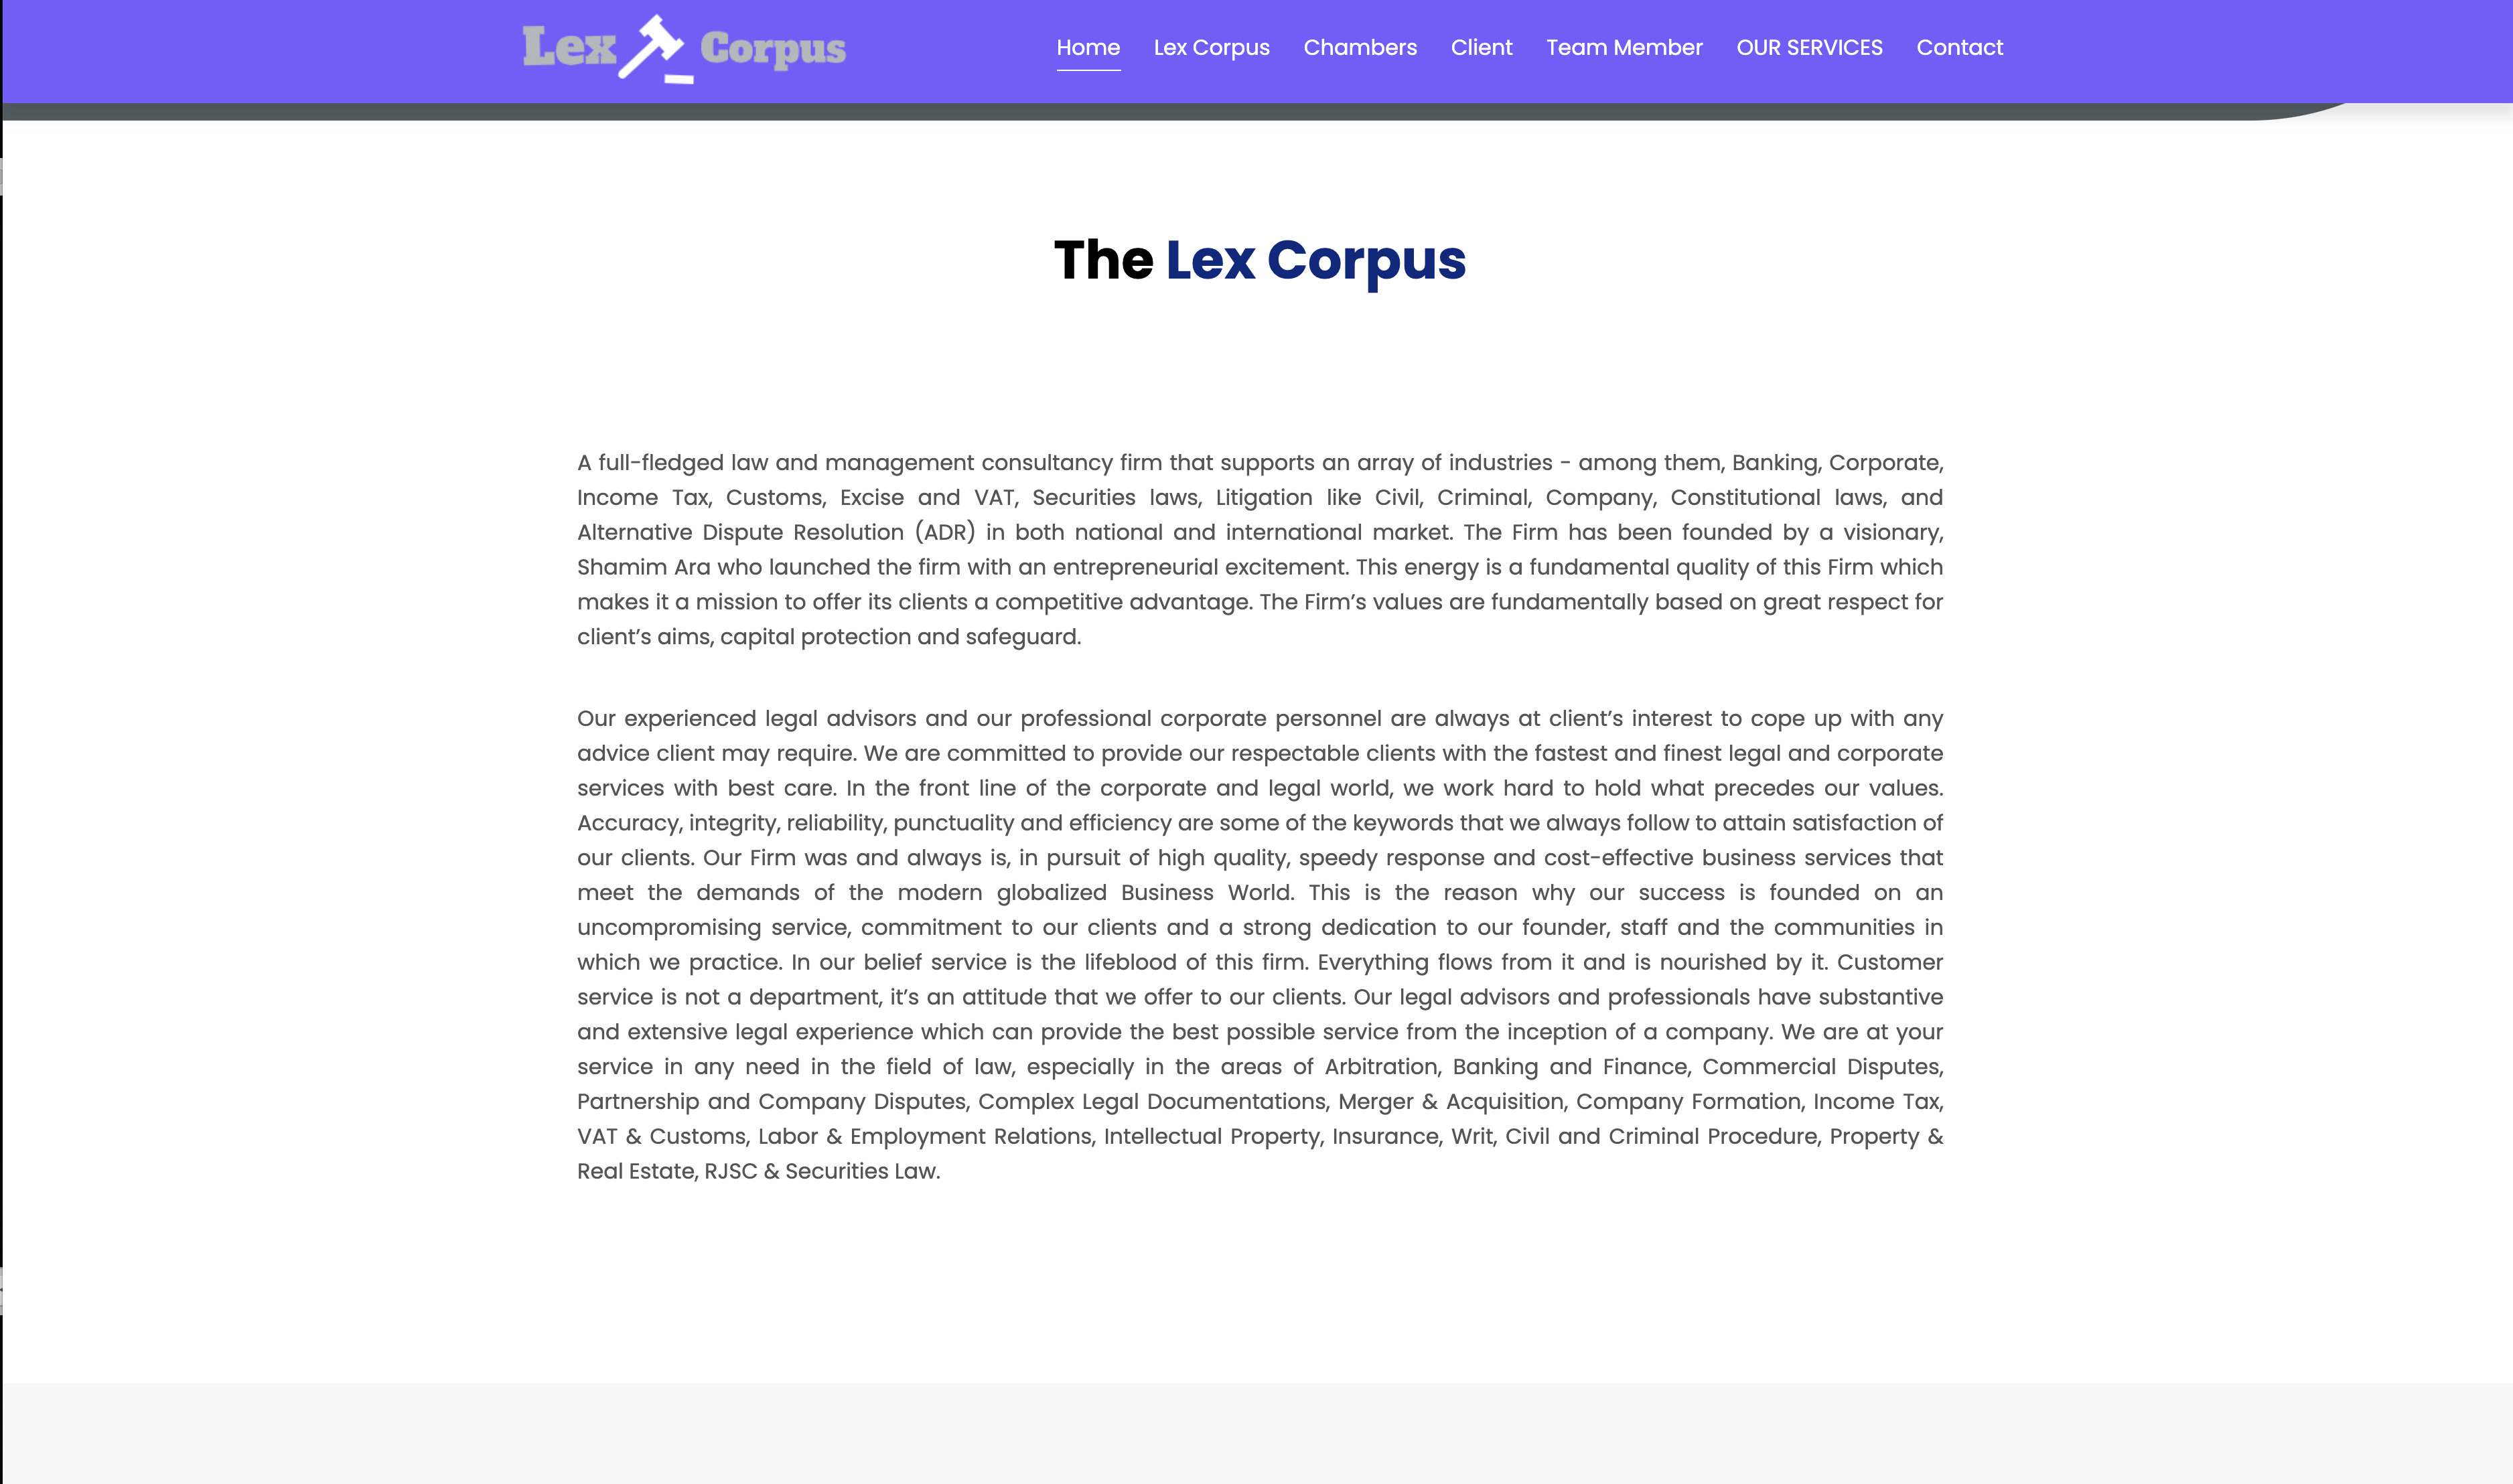 Lex Corpus
Home Lex Corpus Chambers Client Team Member OUR SERVICES Contact
The Lex Corpus
A full-fledged law and management consultancy firm that supports an array of industries - among them, Banking, Corporate,
Income Tax, Customs, Excise and VAT, Securities laws, Litigation like Civil, Criminal, Company, Constitutional laws, and
Alternative Dispute Resolution (ADR) in both national and international market. The Firm has been founded by a visionary,
Shamim Ara who launched the firm with an entrepreneurial excitement. This energy is a fundamental quality of this Firm which
makes it a mission to offer its clients a competitive advantage. The Firm’s values are fundamentally based on great respect for
client’s aims, capital protection and safeguard.
Our experienced legal advisors and our professional corporate personnel are always at client’s interest to cope up with any
advice client may require. We are committed to provide our respectable clients with the fastest and finest legal and corporate
services with best care. In the front line of the corporate and legal world, we work hard to hold what precedes our values.
Accuracy, integrity, reliability, punctuality and efficiency are some of the keywords that we always follow to attain satisfaction of
our clients. Our Firm was and always is, in pursuit of high quality, speedy response and cost-effective business services that
meet the demands of the modern globalized Business World. This is the reason why our success is founded on an
uncompromising service, commitment to our clients and a strong dedication to our founder, staff and the communities in
which we practice. In our belief service is the lifeblood of this firm. Everything flows from it and is nourished by it. Customer
service is not a department, it’s an attitude that we offer to our clients. Our legal advisors and professionals have substantive
and extensive legal experience which can provide the best possible service from the inception of a company. We are at your
service in any need in the field of law, especially in the areas of Arbitration, Banking and Finance, Commercial Disputes,
Partnership and Company Disputes, Complex Legal Documentations, Merger & Acquisition, Company Formation, Income Tax,
VAT & Customs, Labor & Employment Relations, Intellectual Property, Insurance, Writ, Civil and Criminal Procedure, Property &
Real Estate, RJSC & Securities Law.